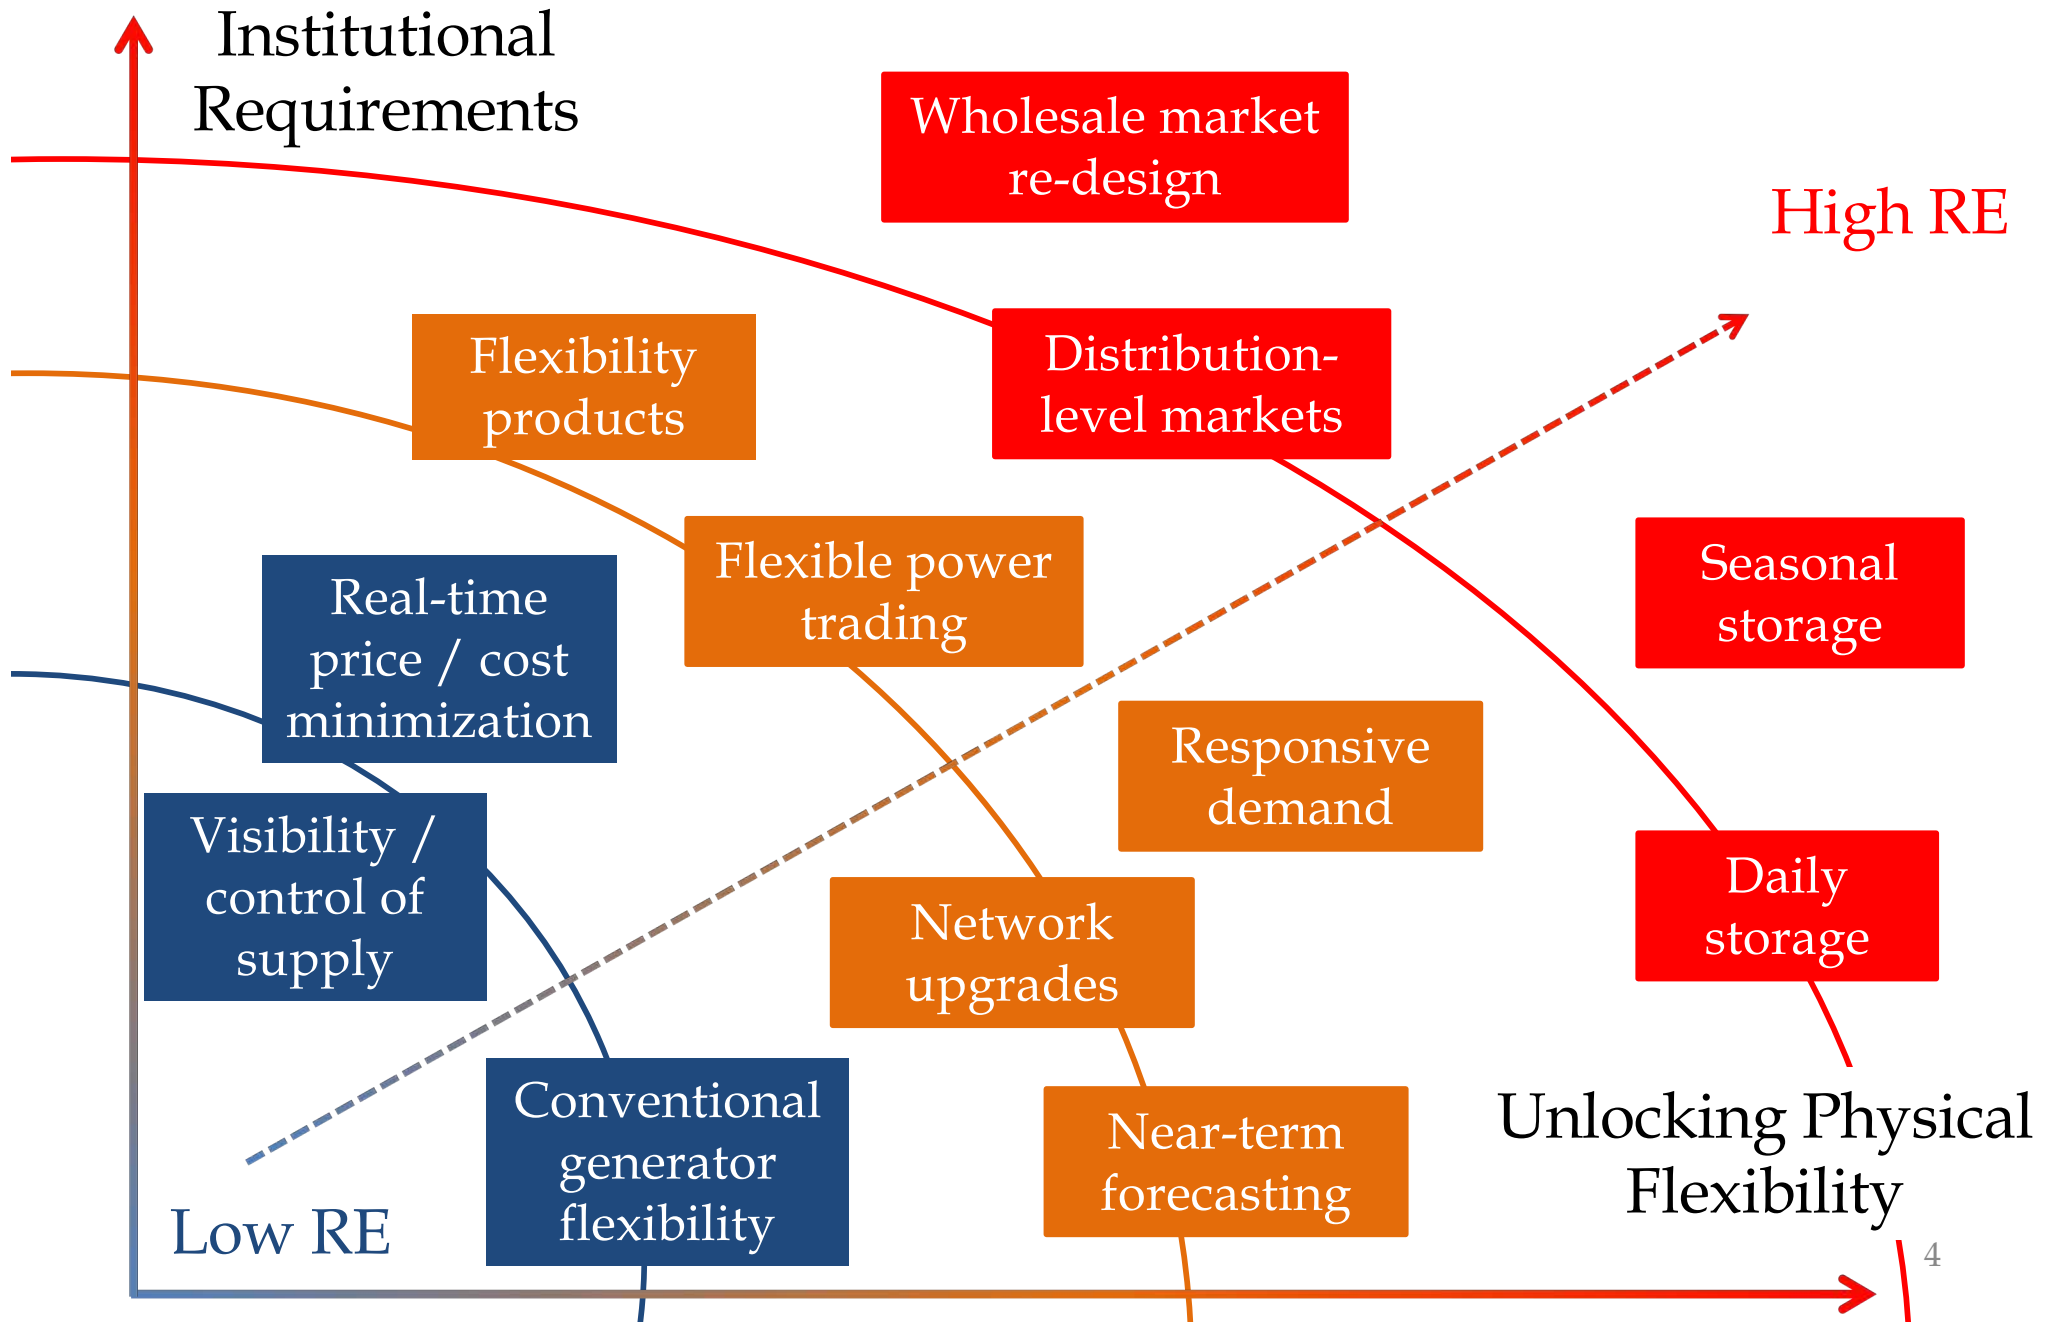 Institutional
Requirements
Wholesale market
re-design
High RE
Flexibility
products
Distribution-
level markets
Flexible power
trading
Seasonal
storage
Real-time
price / cost
minimization
Responsive
demand
Visibility /
control of
supply
Network
upgrades
Daily
storage
Conventional
generator
flexibility
Near-term
forecasting
Unlocking Physical
Flexibility
Low RE
4